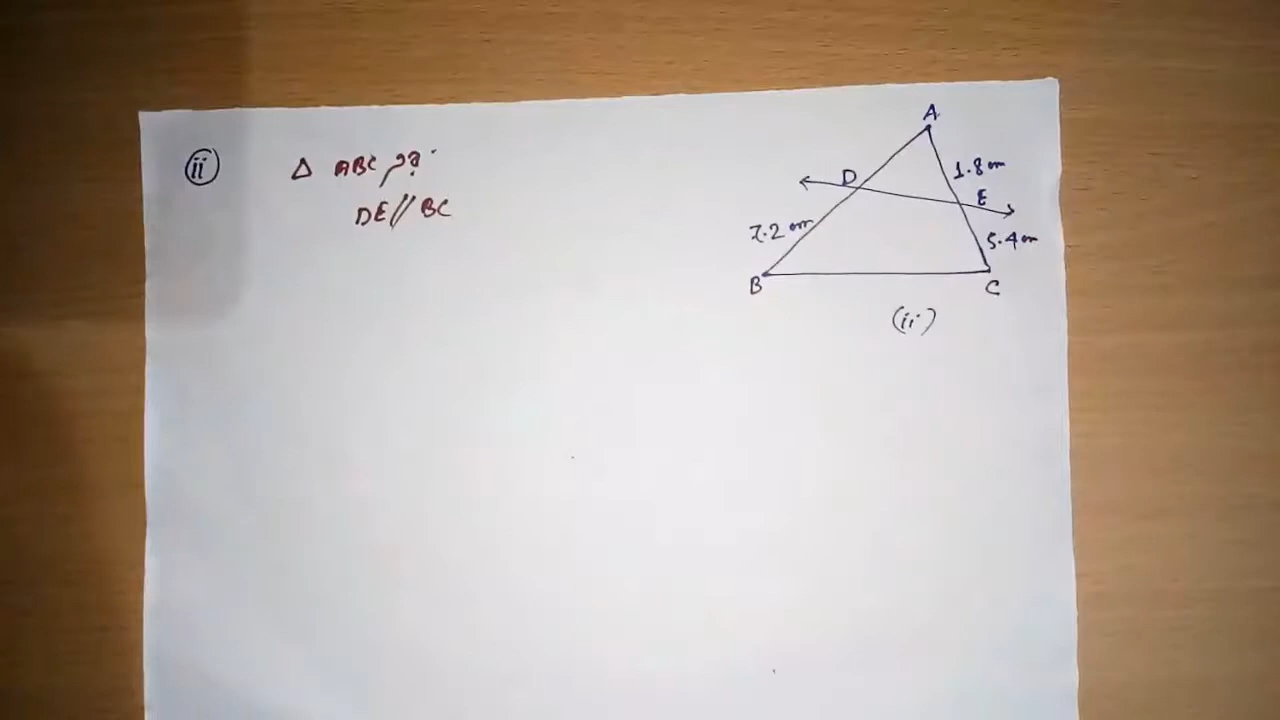 ii
Δ ABC
DE // BC
A
1.8 cm
D
E
7.2 cm
5.4 cm
B
C
(ii)